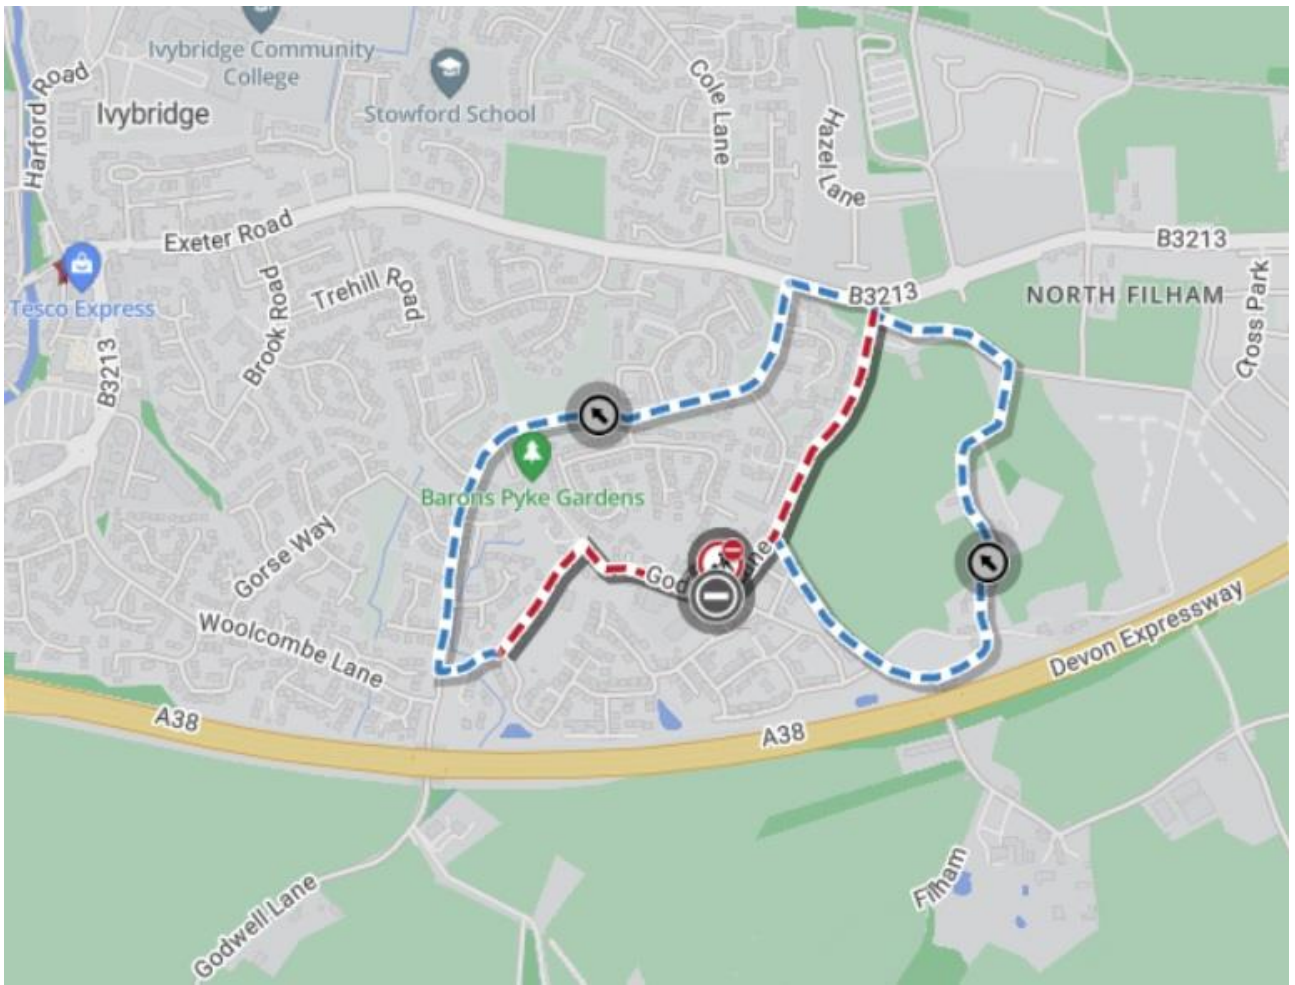 Ivybridge Community
College
Stowford School
Ivybridge
Harford Road
Cole Lane
Hazel Lane
Exeter Road
B3213
Tesco Express
Trehill Road
Brook Road
B3213
B3213
NORTH FILHAM
Cross Park
Barons Pyke Gardens
Gorse Way
God
ne
Woolcombe Lane
Devon Expressway
A38
A38
Filham
Godwell Lane